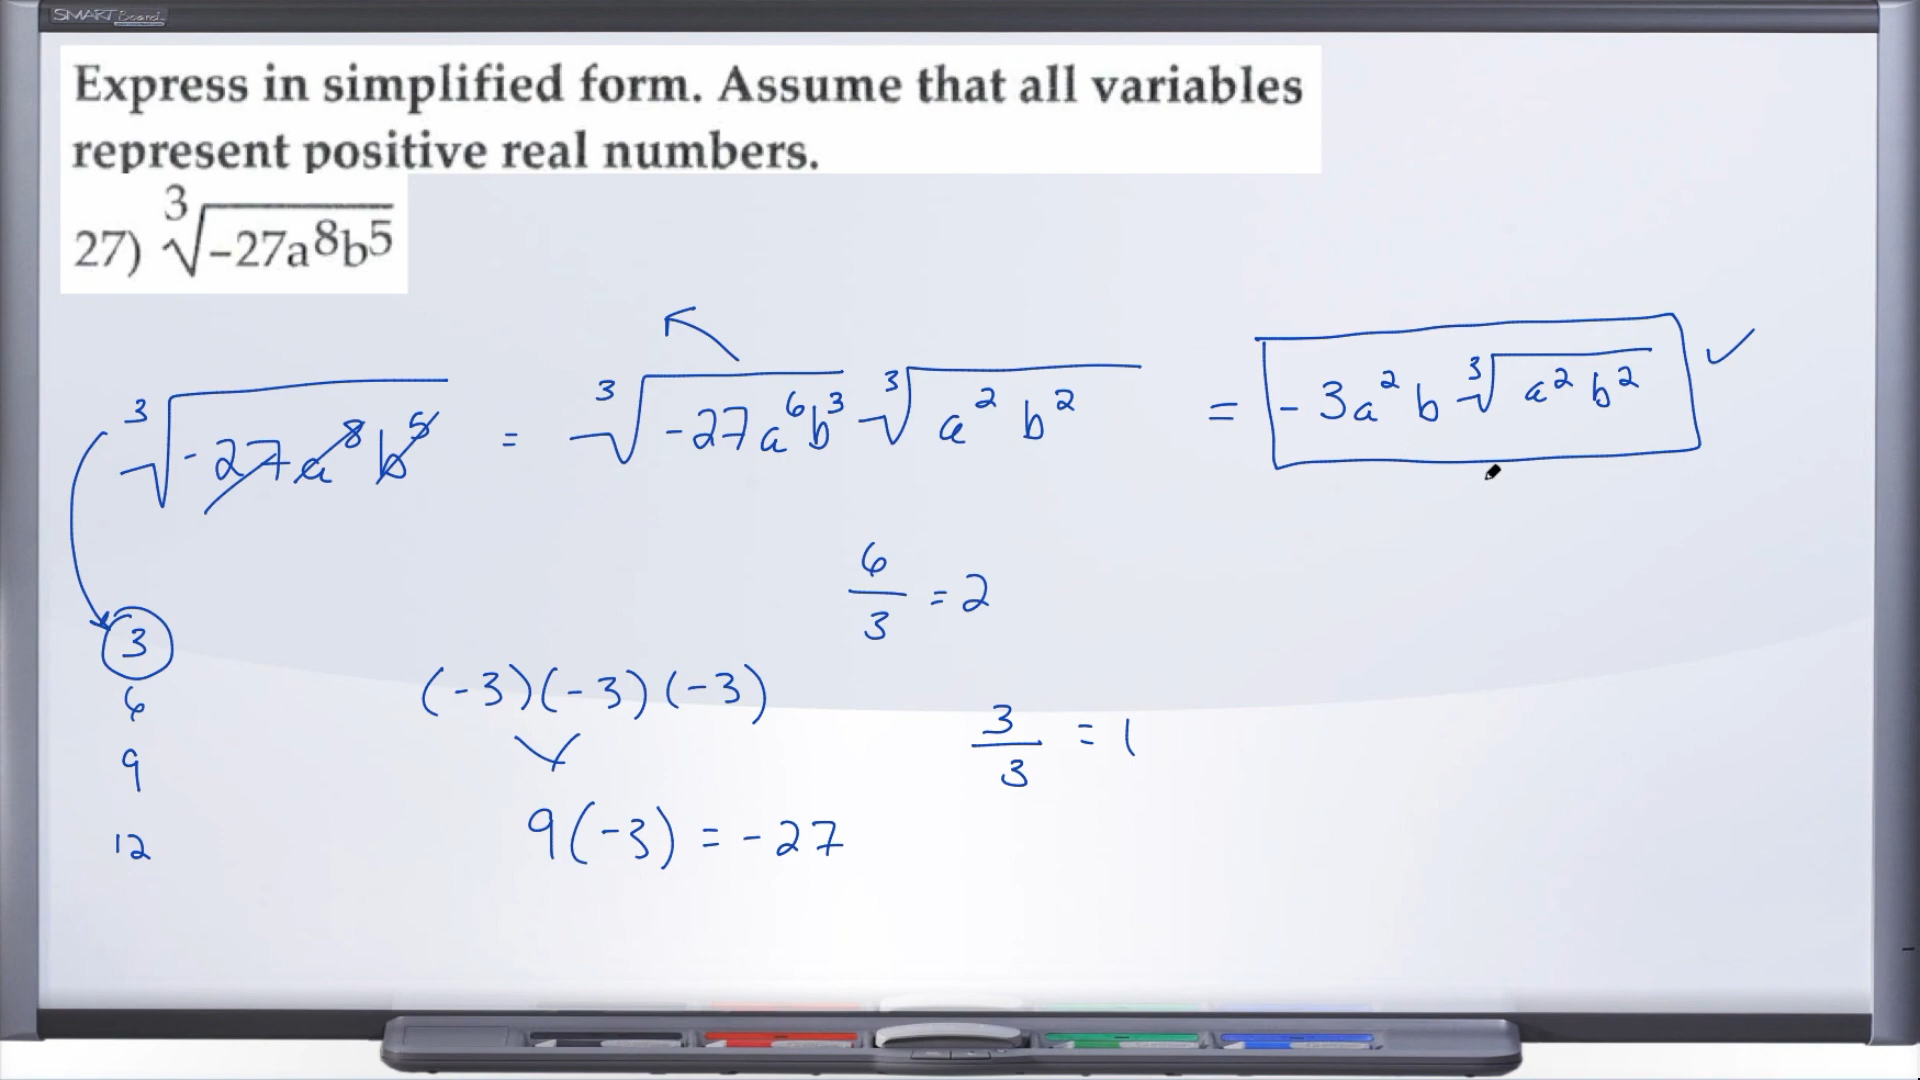 SMART Board
Express in simplified form. Assume that all variables
represent positive real numbers.
27) ∛(-27a⁸b⁵)
∛(-27a⁸b⁵) = ∛(-27a⁶b³) ∛(a²b²) = -3a²b ∛(a²b²) ✓
6/3 = 2
3
6
9
12
(-3)(-3)(-3)
3/3 = 1
9(-3) = -27